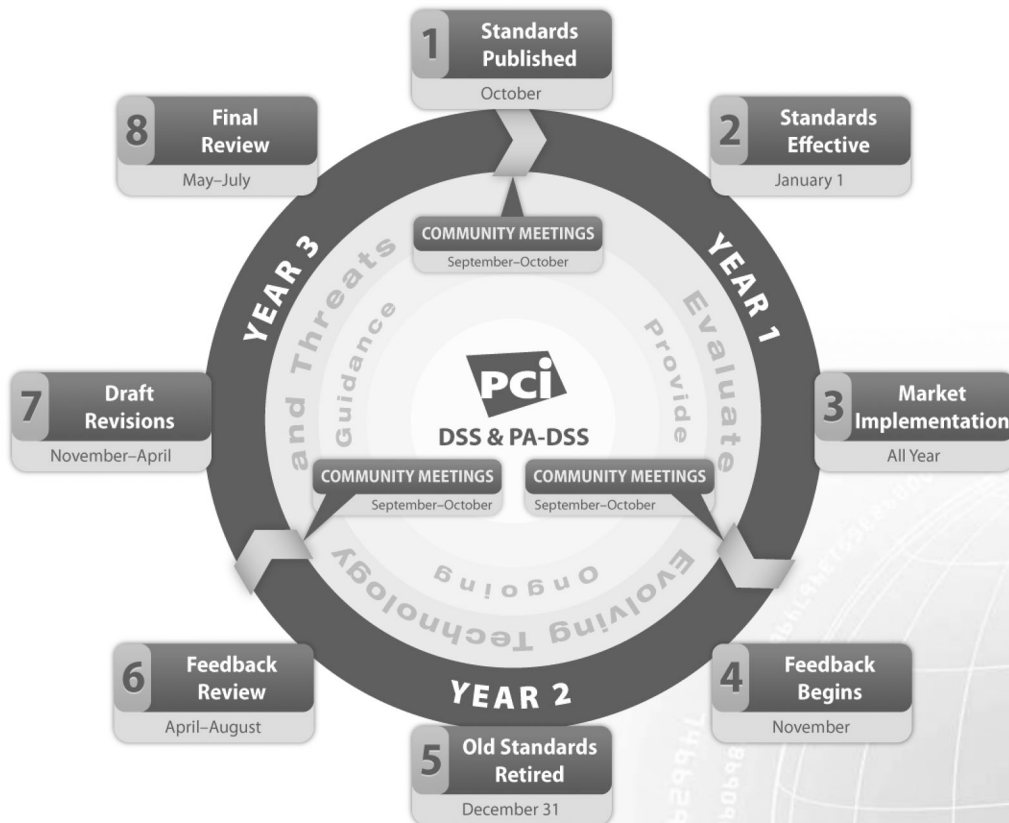 1
Standards
Published
October
2
Standards
Effective
January 1
3
Market
Implementation
All Year
4
Feedback
Begins
November
5
Old Standards
Retired
December 31
6
Feedback
Review
April–August
7
Draft
Revisions
November–April
8
Final
Review
May–July
YEAR 1
YEAR 2
YEAR 3
COMMUNITY MEETINGS
September–October
COMMUNITY MEETINGS
September–October
COMMUNITY MEETINGS
September–October
Evaluate
Evolving Technology
and Threats
Provide
Ongoing
Guidance
PCi
DSS & PA-DSS